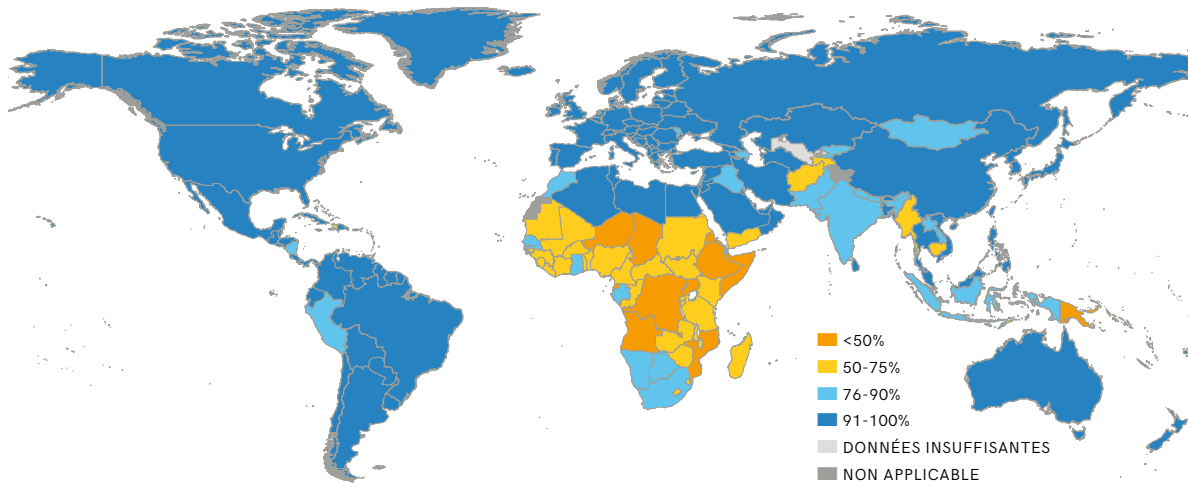 <50%
50-75%
76-90%
91-100%
DONNÉES INSUFFISANTES
NON APPLICABLE